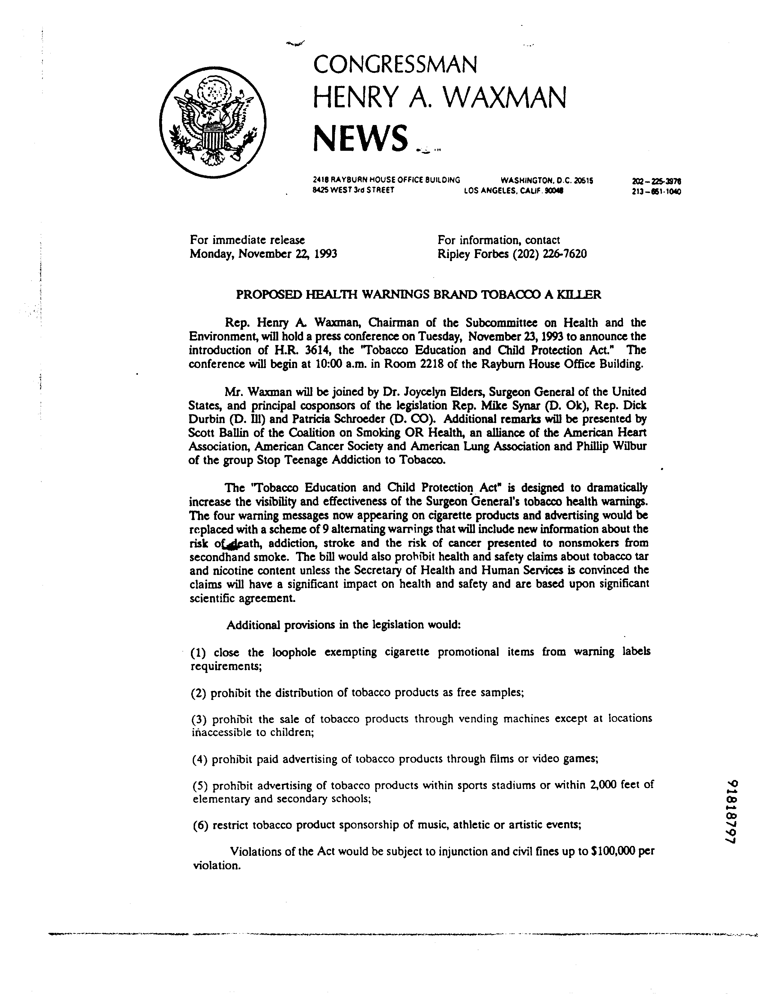 CONGRESSMAN
HENRY A. WAXMAN
NEWS
2418 RAYBURN HOUSE OFFICE BUILDING WASHINGTON, D.C. 20515 202-225-3976
8425 WEST 3rd STREET LOS ANGELES, CALIF. 90048 213-651-1040
For immediate release For information, contact
Monday, November 22, 1993 Ripley Forbes (202) 226-7620
PROPOSED HEALTH WARNINGS BRAND TOBACCO A KILLER
Rep. Henry A. Waxman, Chairman of the Subcommittee on Health and the
Environment, will hold a press conference on Tuesday, November 23, 1993 to announce the
introduction of H.R. 3614, the "Tobacco Education and Child Protection Act." The
conference will begin at 10:00 a.m. in Room 2218 of the Rayburn House Office Building.
Mr. Waxman will be joined by Dr. Joycelyn Elders, Surgeon General of the United
States, and principal cosponsors of the legislation Rep. Mike Synar (D. Ok), Rep. Dick
Durbin (D. Ill) and Patricia Schroeder (D. CO). Additional remarks will be presented by
Scott Ballin of the Coalition on Smoking OR Health, an alliance of the American Heart
Association, American Cancer Society and American Lung Association and Phillip Wilbur
of the group Stop Teenage Addiction to Tobacco.
The "Tobacco Education and Child Protection Act" is designed to dramatically
increase the visibility and effectiveness of the Surgeon General's tobacco health warnings.
The four warning messages now appearing on cigarette products and advertising would be
replaced with a scheme of 9 alternating warnings that will include new information about the
risk of death, addiction, stroke and the risk of cancer presented to nonsmokers from
secondhand smoke. The bill would also prohibit health and safety claims about tobacco tar
and nicotine content unless the Secretary of Health and Human Services is convinced the
claims will have a significant impact on health and safety and are based upon significant
scientific agreement.
Additional provisions in the legislation would:
(1) close the loophole exempting cigarette promotional items from warning labels
requirements;
(2) prohibit the distribution of tobacco products as free samples;
(3) prohibit the sale of tobacco products through vending machines except at locations
inaccessible to children;
(4) prohibit paid advertising of tobacco products through films or video games;
(5) prohibit advertising of tobacco products within sports stadiums or within 2,000 feet of
elementary and secondary schools;
(6) restrict tobacco product sponsorship of music, athletic or artistic events;
Violations of the Act would be subject to injunction and civil fines up to $100,000 per
violation.
91818797